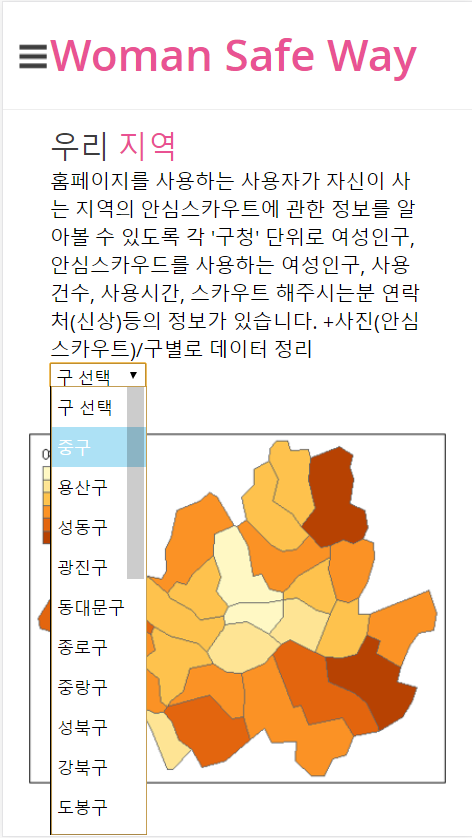 Woman Safe Way
우리 지역
홈페이지를 사용하는 사용자가 자신이 사
는 지역의 안심스카우트에 관한 정보를 알
아볼 수 있도록 각 '구청' 단위로 여성인구,
안심스카우드를 사용하는 여성인구, 사용
건수, 사용시간, 스카우트 해주시는분 연락
처(신상)등의 정보가 있습니다. +사진(안심
스카우트)/구별로 데이터 정리
구 선택
구 선택
중구
용산구
성동구
광진구
동대문구
종로구
중랑구
성북구
강북구
도봉구